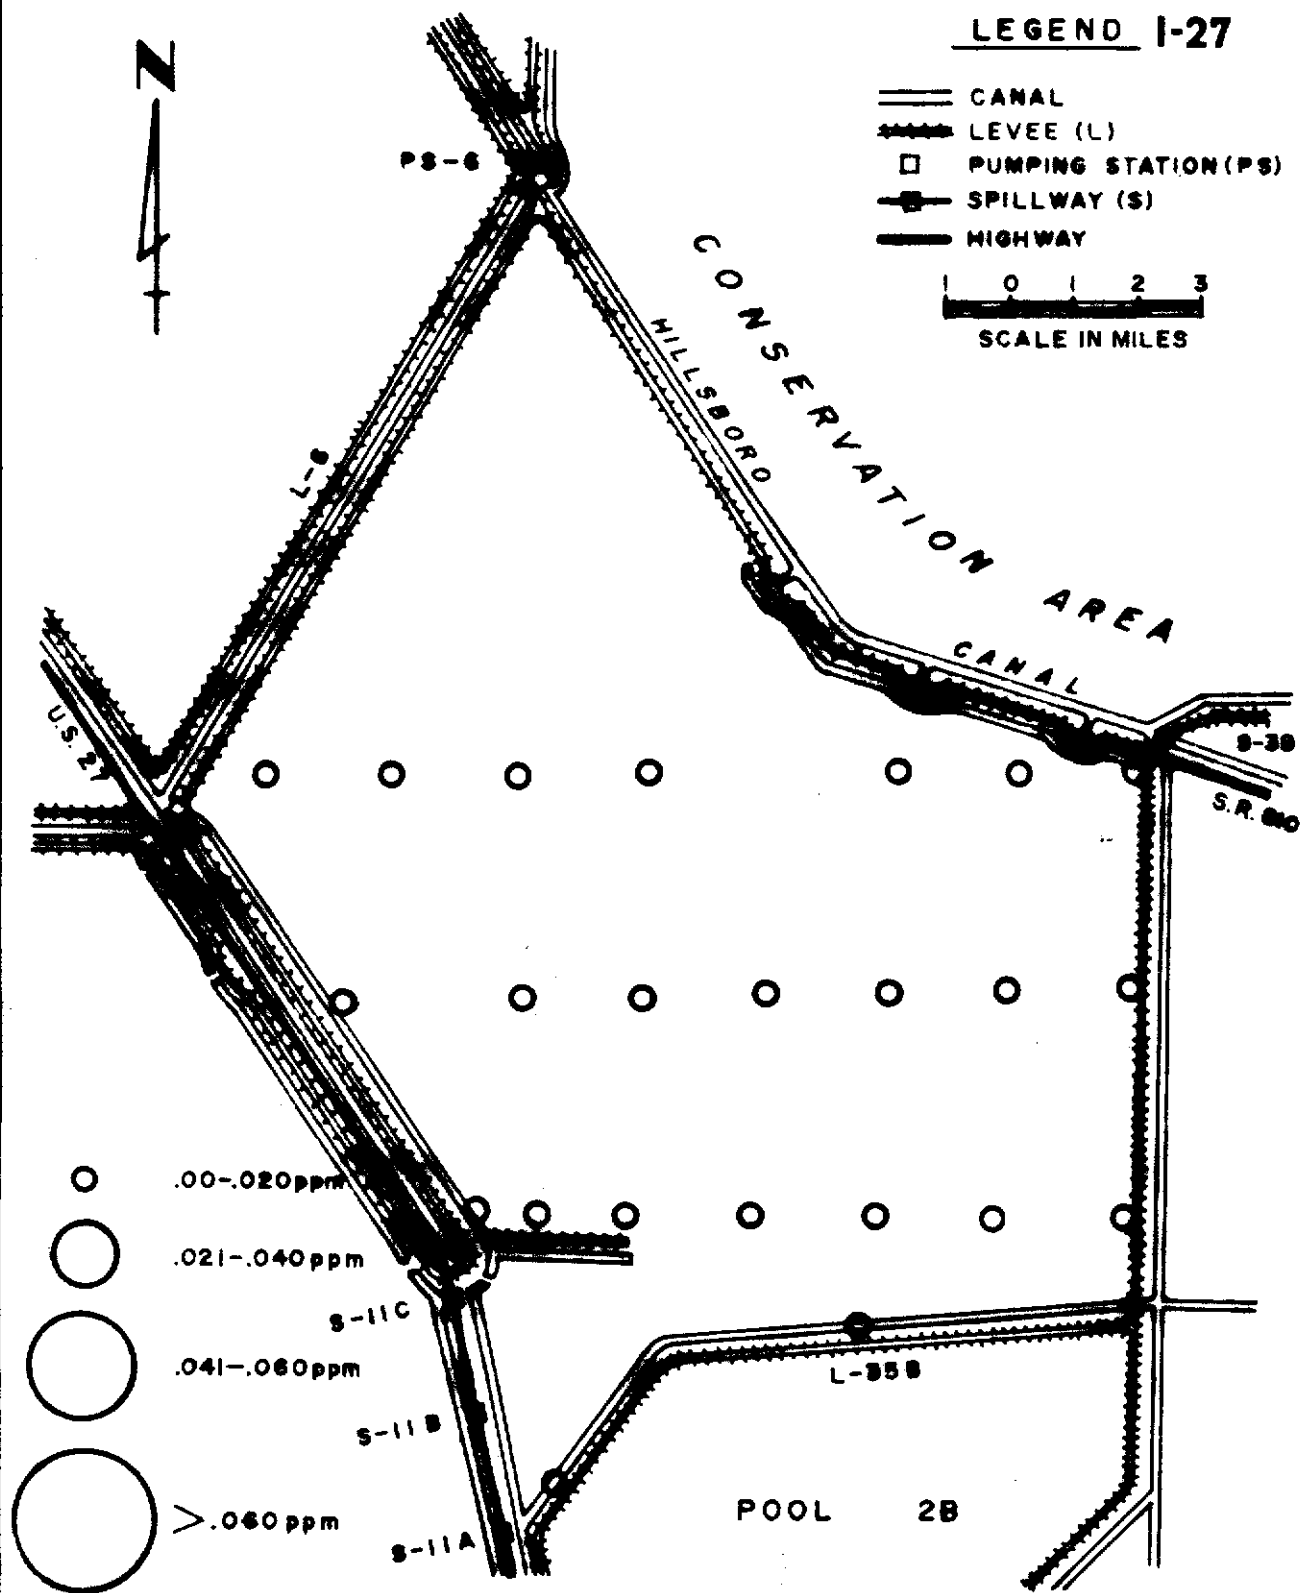 LEGEND I-27
N
CANAL
LEVEE (L)
PUMPING STATION (PS)
SPILLWAY (S)
HIGHWAY
1 0 1 2 3
SCALE IN MILES
PS-6
CONSERVATION AREA
HILLSBORO CANAL
L-6
U.S. 27
S-39
S.R. 810
.00-.020ppm
.021-.040ppm
.041-.060ppm
>.060ppm
S-11C
S-11B
S-11A
L-35B
POOL 2B